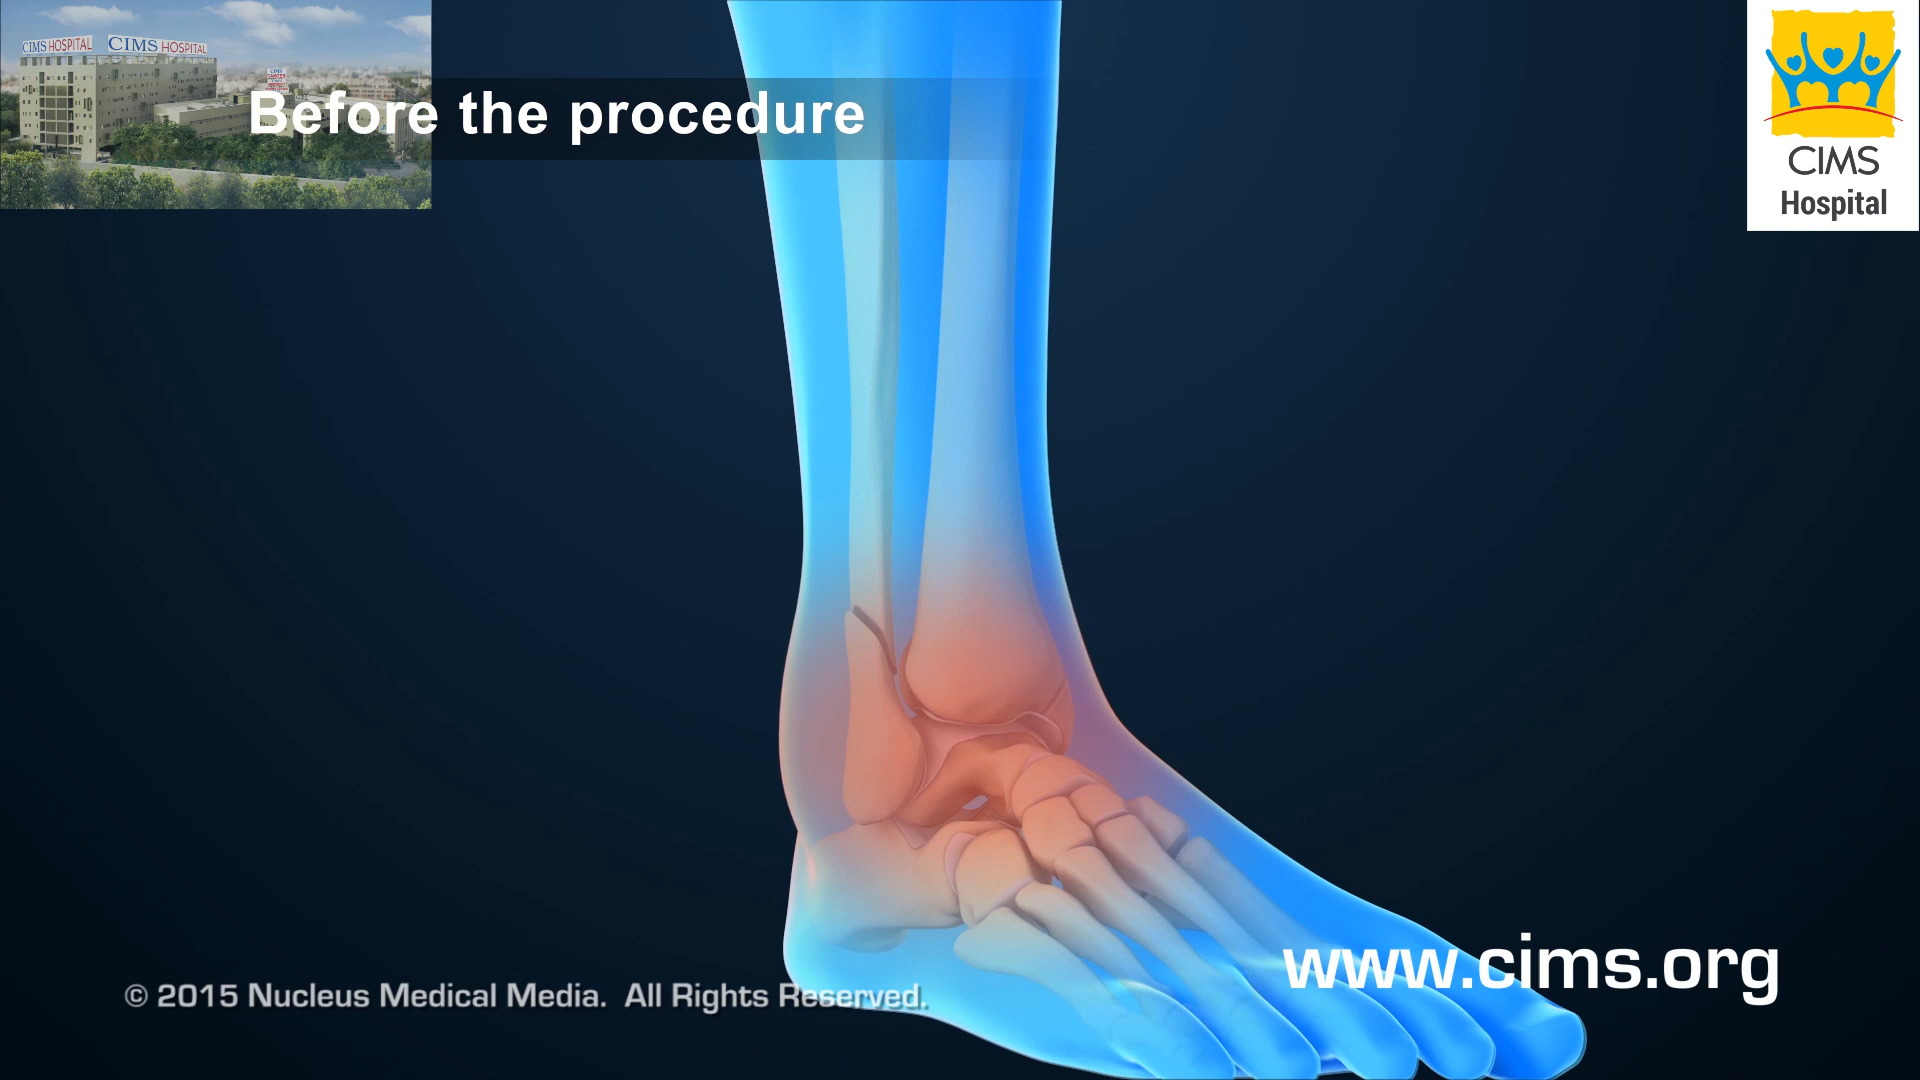 CIMS HOSPITAL CIMS HOSPITAL
CIMS
Before the procedure
CIMS
Hospital
www.cims.org
© 2015 Nucleus Medical Media. All Rights Reserved.